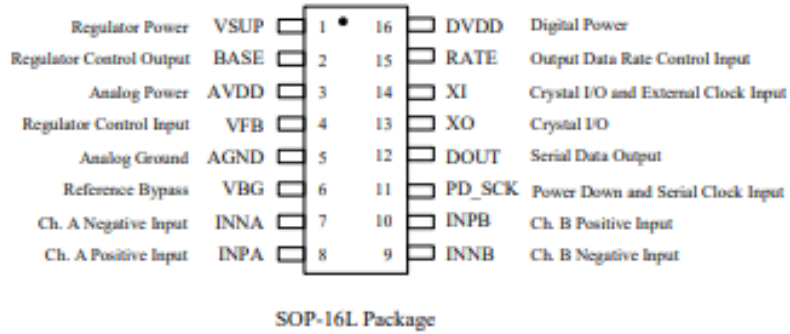 Regulator Power VSUP 1 16 DVDD Digital Power
Regulator Control Output BASE 2 15 RATE Output Data Rate Control Input
Analog Power AVDD 3 14 XI Crystal I/O and External Clock Input
Regulator Control Input VFB 4 13 XO Crystal I/O
Analog Ground AGND 5 12 DOUT Serial Data Output
Reference Bypass VBG 6 11 PD_SCK Power Down and Serial Clock Input
Ch. A Negative Input INNA 7 10 INPB Ch. B Positive Input
Ch. A Positive Input INPA 8 9 INNB Ch. B Negative Input
SOP-16L Package